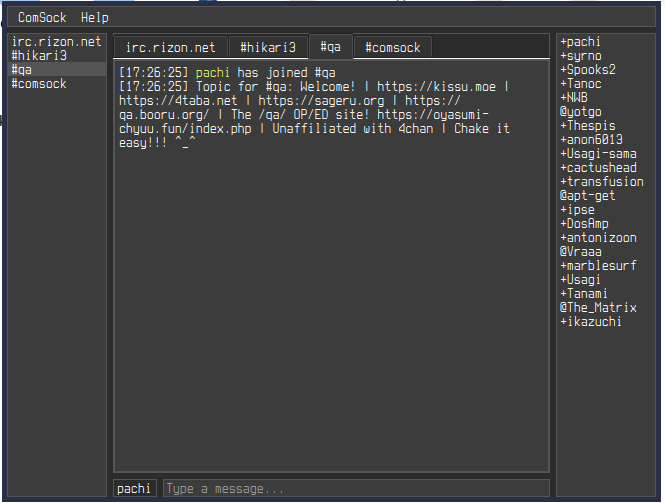 ComSock Help
irc.rizon.net
#hikari3
#qa
#comsock
irc.rizon.net #hikari3 #qa #comsock
[17:26:25] pachi has joined #qa
[17:26:25] Topic for #qa: Welcome! | https://kissu.moe |
https://4taba.net | https://sageru.org | https://
qa.booru.org/ | The /qa/ OP/ED site! https://oyasumi-
chyuu.fun/index.php | Unaffiliated with 4chan | Chake it
easy!!! ^_^
+pachi
+syrno
+Spooks2
+Tanoc
+NWB
@yotgo
+Thespis
+anon6013
+Usagi-sama
+cactushead
+transfusion
@apt-get
+ipse
+DosAmp
+antonizoon
@Vraaa
+marblesurf
+Usagi
+Tanami
@The_Matrix
+ikazuchi
pachi Type a message...